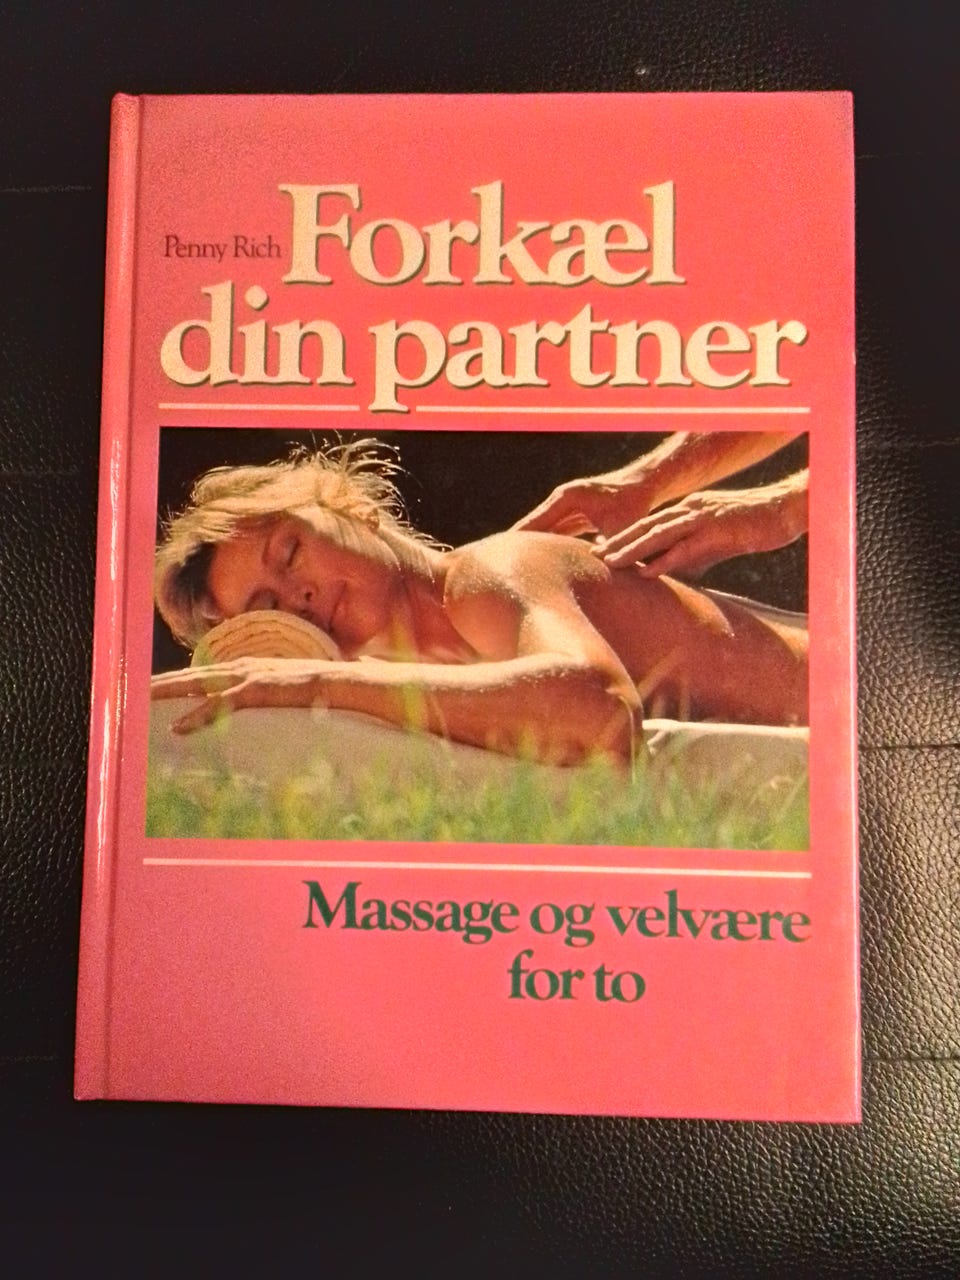 Penny Rich Forkæl
din partner
Massage og velvære
for to